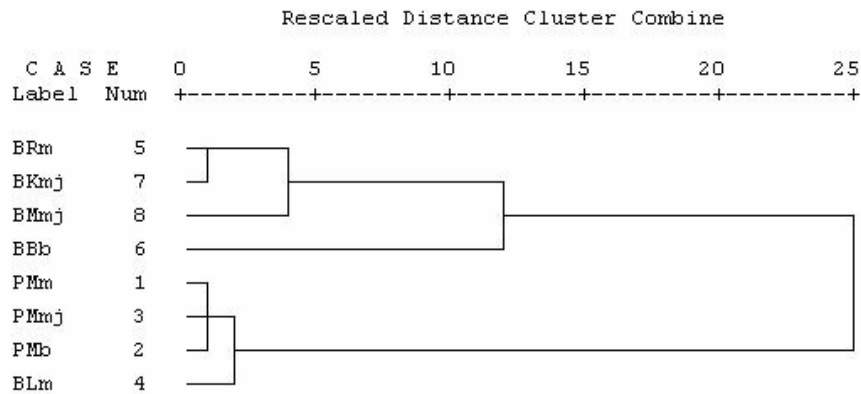 Rescaled Distance Cluster Combine
C A S E 0 5 10 15 20 25
Label Num +---------+---------+---------+---------+---------+
BRm 5
BKmj 7
BMmj 8
BBb 6
PMm 1
PMmj 3
PMb 2
BLm 4